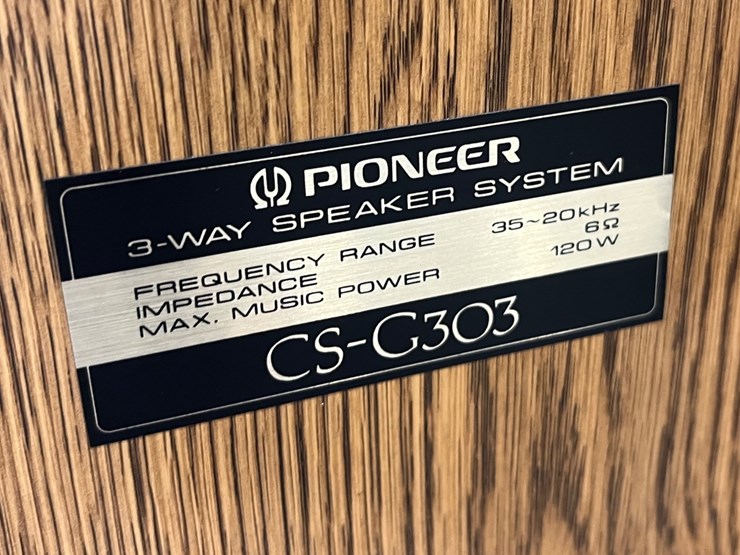 PIONEER
3-WAY SPEAKER SYSTEM
FREQUENCY RANGE 35~20kHz
IMPEDANCE 6Ω
MAX. MUSIC POWER 120W
CS-G303